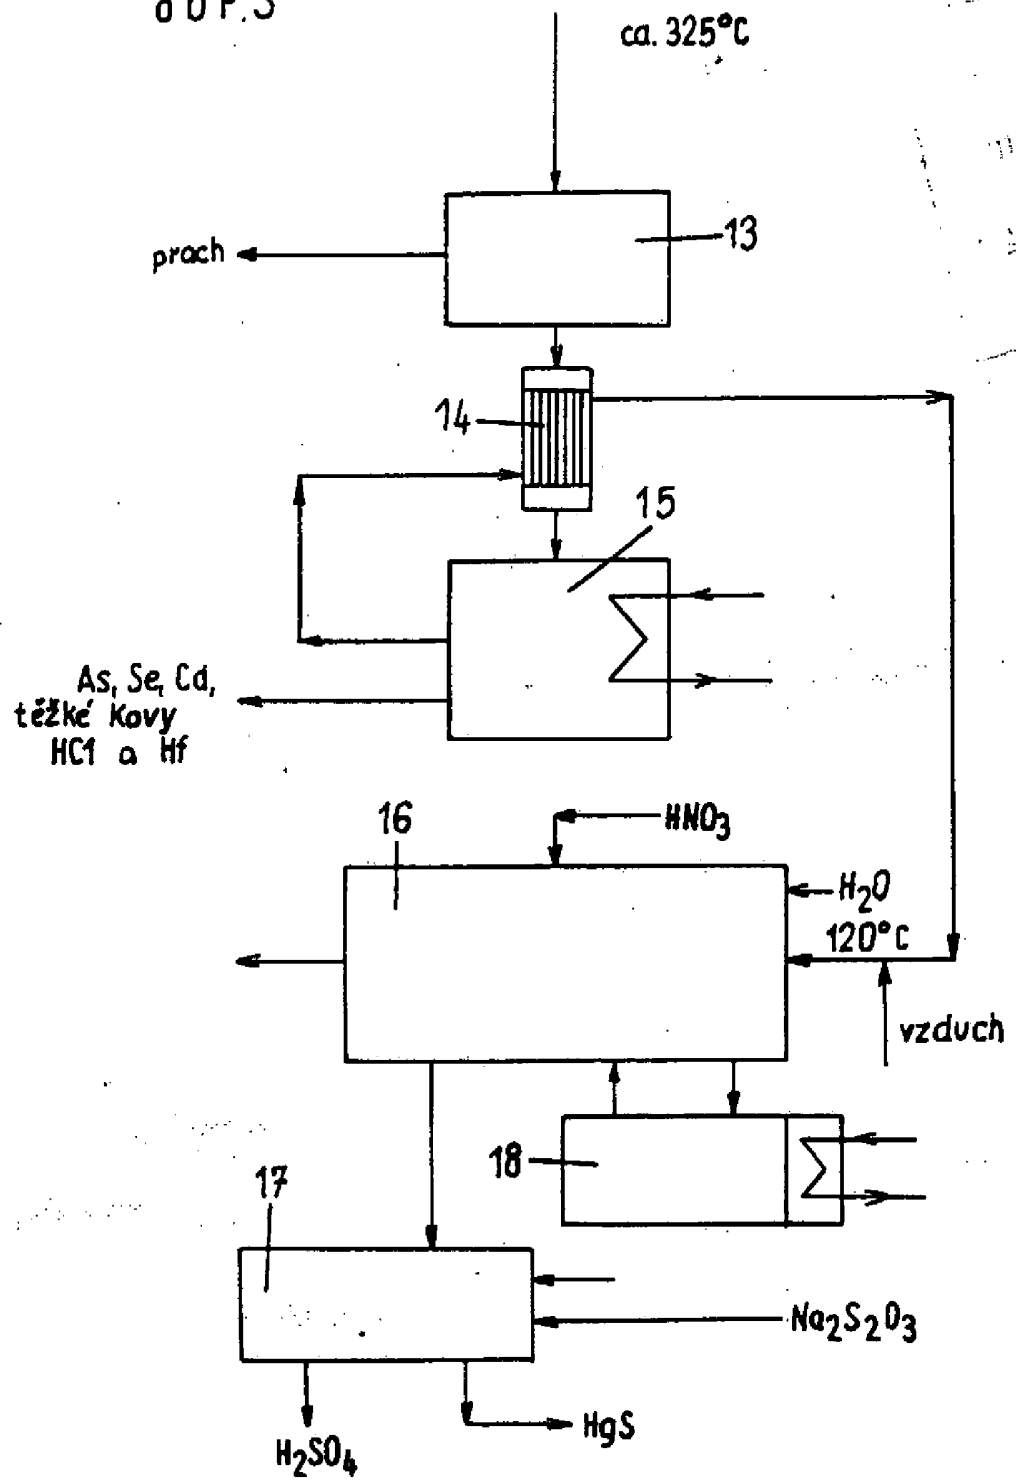 ca. 325°C
13
prach
14
15
As, Se, Cd,
těžké kovy
HC1 a Hf
16
HNO₃
H₂O
120°C
vzduch
18
17
Na₂S₂O₃
HgS
H₂SO₄